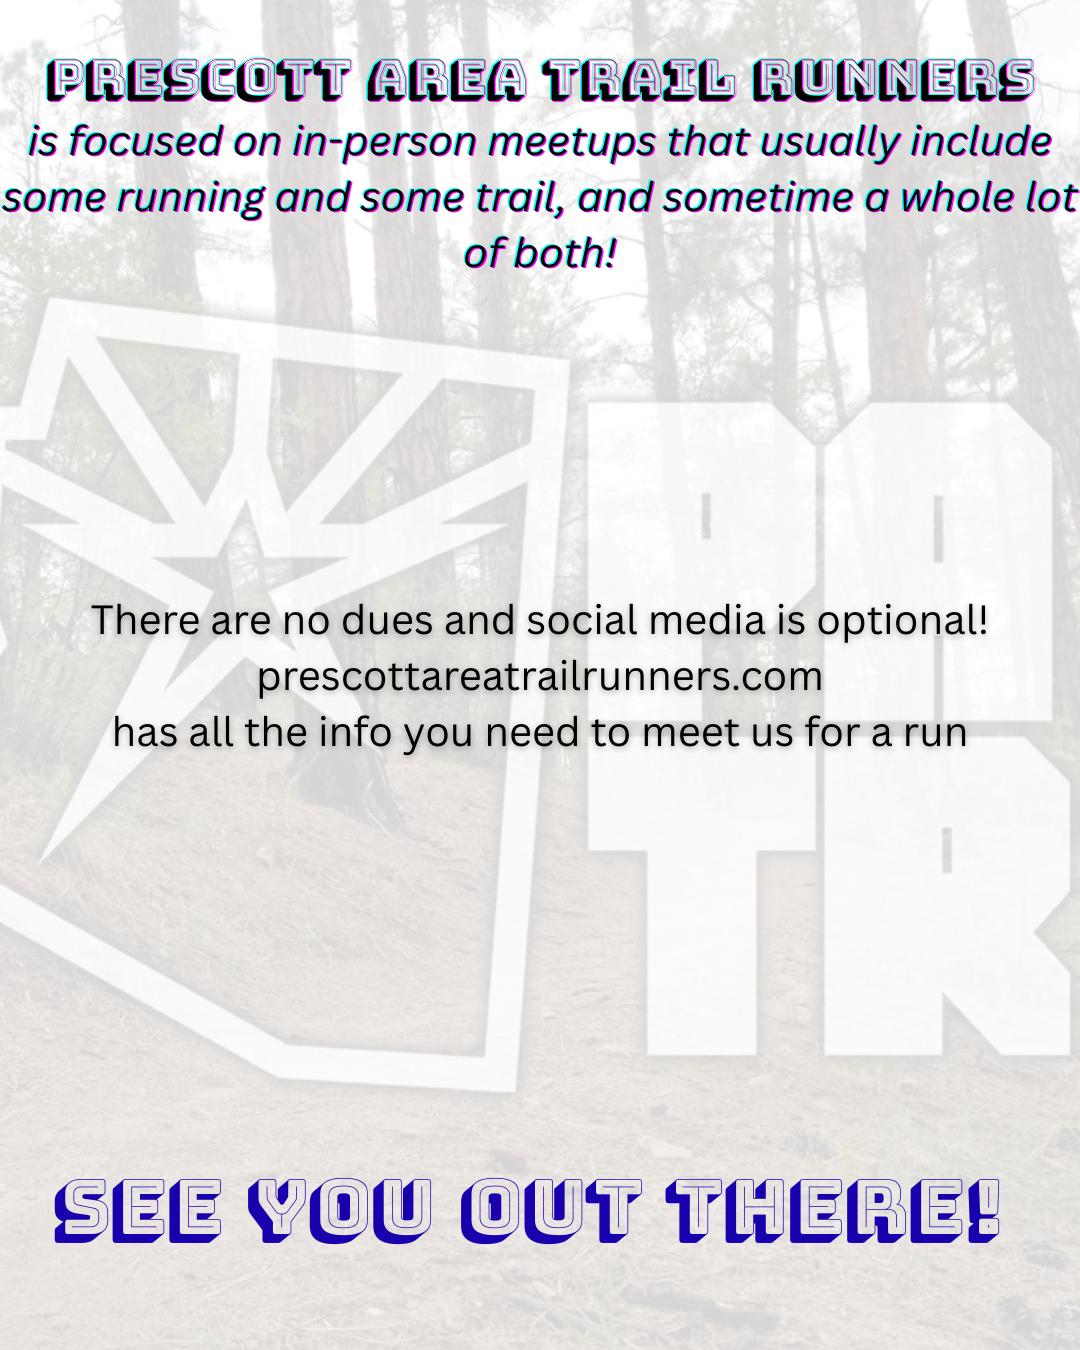 PRESCOTT AREA TRAIL RUNNERS
is focused on in-person meetups that usually include
some running and some trail, and sometime a whole lot
of both!
PA
TR
There are no dues and social media is optional!
prescottareatrailrunners.com
has all the info you need to meet us for a run
SEE YOU OUT THERE!